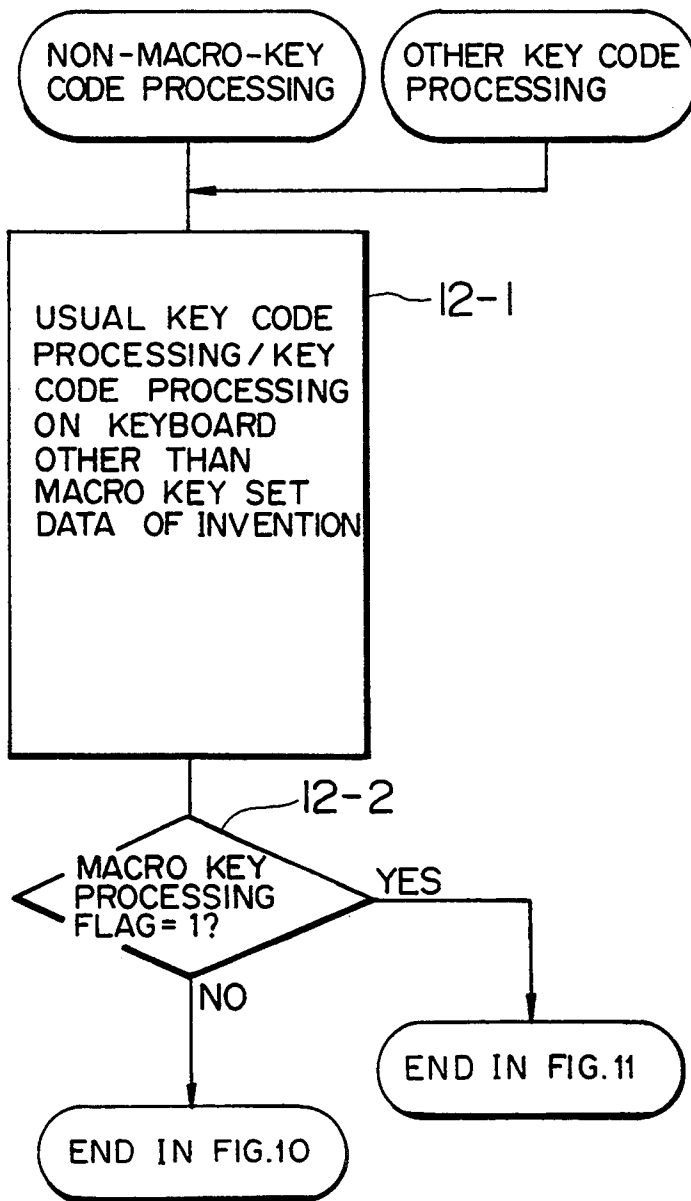 NON-MACRO-KEY
CODE PROCESSING
OTHER KEY CODE
PROCESSING
12-1
USUAL KEY CODE
PROCESSING/KEY
CODE PROCESSING
ON KEYBOARD
OTHER THAN
MACRO KEY SET
DATA OF INVENTION
12-2
MACRO KEY
PROCESSING
FLAG=1?
YES
NO
END IN FIG.11
END IN FIG.10